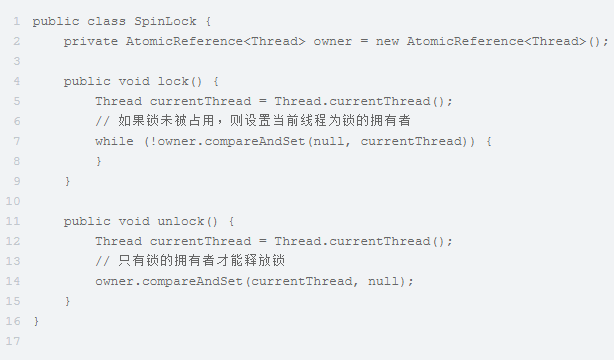 1 public class SpinLock {
2     private AtomicReference<Thread> owner = new AtomicReference<Thread>();
3
4     public void lock() {
5         Thread currentThread = Thread.currentThread();
6         // 如果锁未被占用，则设置当前线程为锁的拥有者
7         while (!owner.compareAndSet(null, currentThread)) {
8         }
9     }
10
11     public void unlock() {
12         Thread currentThread = Thread.currentThread();
13         // 只有锁的拥有者才能释放锁
14         owner.compareAndSet(currentThread, null);
15     }
16 }
17